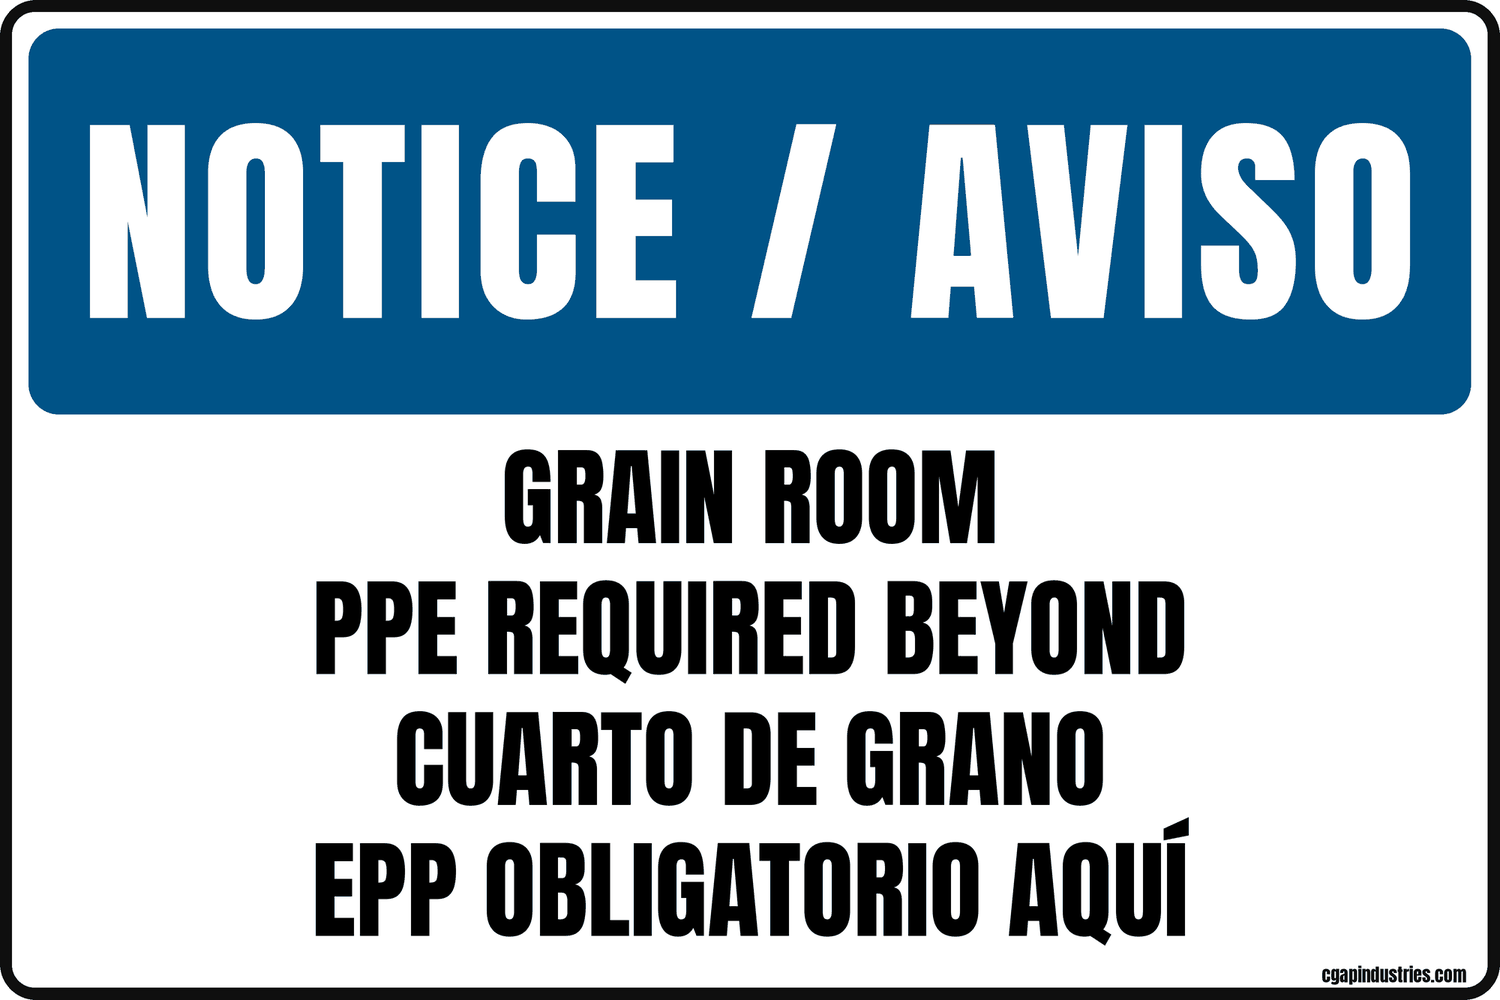 NOTICE / AVISO
GRAIN ROOM
PPE REQUIRED BEYOND
CUARTO DE GRANO
EPP OBLIGATORIO AQUÍ
cgapindustries.com